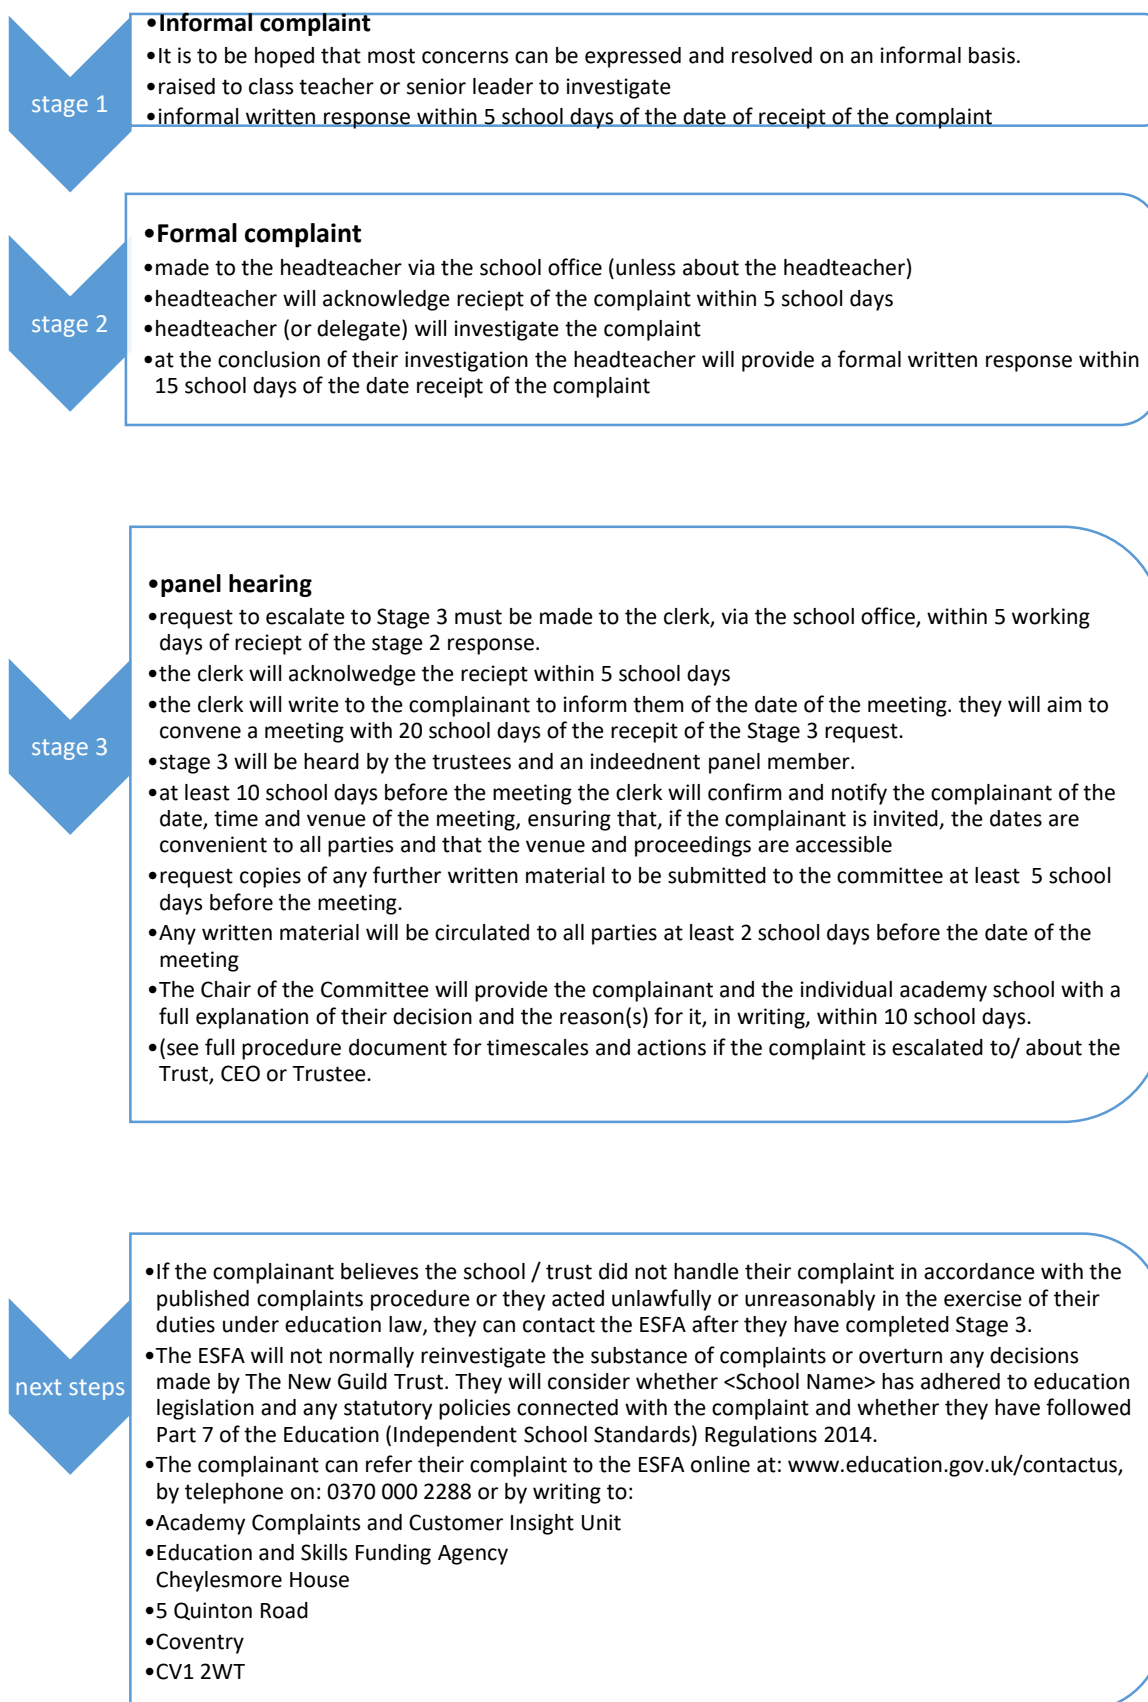 stage 1
•Informal complaint
•It is to be hoped that most concerns can be expressed and resolved on an informal basis.
•raised to class teacher or senior leader to investigate
•informal written response within 5 school days of the date of receipt of the complaint
stage 2
•Formal complaint
•made to the headteacher via the school office (unless about the headteacher)
•headteacher will acknowledge reciept of the complaint within 5 school days
•headteacher (or delegate) will investigate the complaint
•at the conclusion of their investigation the headteacher will provide a formal written response within
15 school days of the date receipt of the complaint
stage 3
•panel hearing
•request to escalate to Stage 3 must be made to the clerk, via the school office, within 5 working
days of reciept of the stage 2 response.
•the clerk will acknolwedge the reciept within 5 school days
•the clerk will write to the complainant to inform them of the date of the meeting. they will aim to
convene a meeting with 20 school days of the recepit of the Stage 3 request.
•stage 3 will be heard by the trustees and an indeednent panel member.
•at least 10 school days before the meeting the clerk will confirm and notify the complainant of the
date, time and venue of the meeting, ensuring that, if the complainant is invited, the dates are
convenient to all parties and that the venue and proceedings are accessible
•request copies of any further written material to be submitted to the committee at least  5 school
days before the meeting.
•Any written material will be circulated to all parties at least 2 school days before the date of the
meeting
•The Chair of the Committee will provide the complainant and the individual academy school with a
full explanation of their decision and the reason(s) for it, in writing, within 10 school days.
•(see full procedure document for timescales and actions if the complaint is escalated to/ about the
Trust, CEO or Trustee.
next steps
•If the complainant believes the school / trust did not handle their complaint in accordance with the
published complaints procedure or they acted unlawfully or unreasonably in the exercise of their
duties under education law, they can contact the ESFA after they have completed Stage 3.
•The ESFA will not normally reinvestigate the substance of complaints or overturn any decisions
made by The New Guild Trust. They will consider whether <School Name> has adhered to education
legislation and any statutory policies connected with the complaint and whether they have followed
Part 7 of the Education (Independent School Standards) Regulations 2014.
•The complainant can refer their complaint to the ESFA online at: www.education.gov.uk/contactus,
by telephone on: 0370 000 2288 or by writing to:
•Academy Complaints and Customer Insight Unit
•Education and Skills Funding Agency
Cheylesmore House
•5 Quinton Road
•Coventry
•CV1 2WT